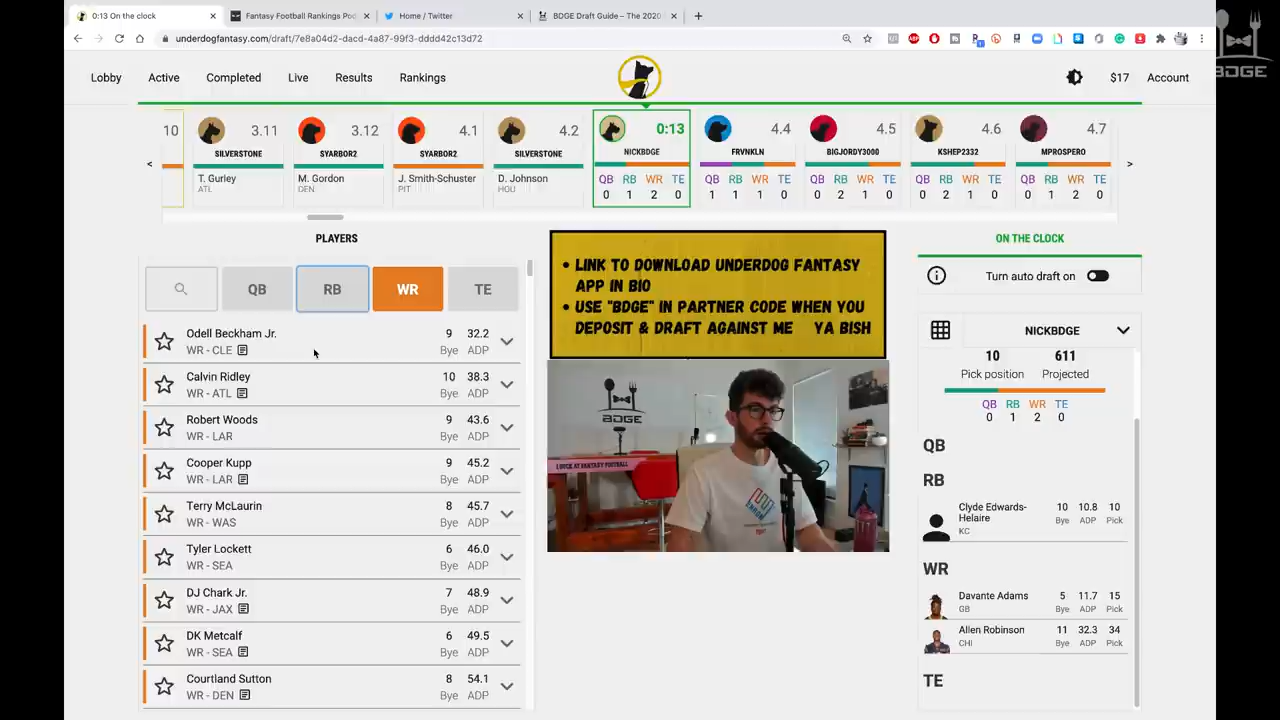 0:13 On the clock
Fantasy Football Rankings Pod
Home / Twitter
BDGE Draft Guide – The 2020
underdogfantasy.com/draft/7e8a04d2-dacd-4a87-99f3-dddd42c13d72
BDGE
Lobby
Active
Completed
Live
Results
Rankings
$17
Account
10
3.11
SILVERSTONE
T. Gurley
ATL
3.12
SYARBOR2
M. Gordon
DEN
4.1
SYARBOR2
J. Smith-Schuster
PIT
4.2
SILVERSTONE
D. Johnson
HOU
0:13
NICKBDGE
QB RB WR TE
0 1 2 0
4.4
FRVNKLN
QB RB WR TE
1 1 1 0
4.5
BIGJORDY3000
QB RB WR TE
0 2 1 0
4.6
KSHEP2332
QB RB WR TE
0 2 1 0
4.7
MPROSPERO
QB RB WR TE
0 1 2 0
PLAYERS
QB
RB
WR
TE
Odell Beckham Jr. 9 32.2
WR - CLE Bye ADP
Calvin Ridley 10 38.3
WR - ATL Bye ADP
Robert Woods 9 43.6
WR - LAR Bye ADP
Cooper Kupp 9 45.2
WR - LAR Bye ADP
Terry McLaurin 8 45.7
WR - WAS Bye ADP
Tyler Lockett 6 46.0
WR - SEA Bye ADP
DJ Chark Jr. 7 48.9
WR - JAX Bye ADP
DK Metcalf 6 49.5
WR - SEA Bye ADP
Courtland Sutton 8 54.1
WR - DEN Bye ADP
• LINK TO DOWNLOAD UNDERDOG FANTASY
APP IN BIO
• USE "BDGE" IN PARTNER CODE WHEN YOU
DEPOSIT & DRAFT AGAINST ME YA BISH
BDGE
ON THE CLOCK
Turn auto draft on
NICKBDGE
10 611
Pick position Projected
QB RB WR TE
0 1 2 0
QB
RB
Clyde Edwards-
Helaire
KC
10 10.8 10
Bye ADP Pick
WR
Davante Adams 5 11.7 15
GB Bye ADP Pick
Allen Robinson 11 32.3 34
CHI Bye ADP Pick
TE